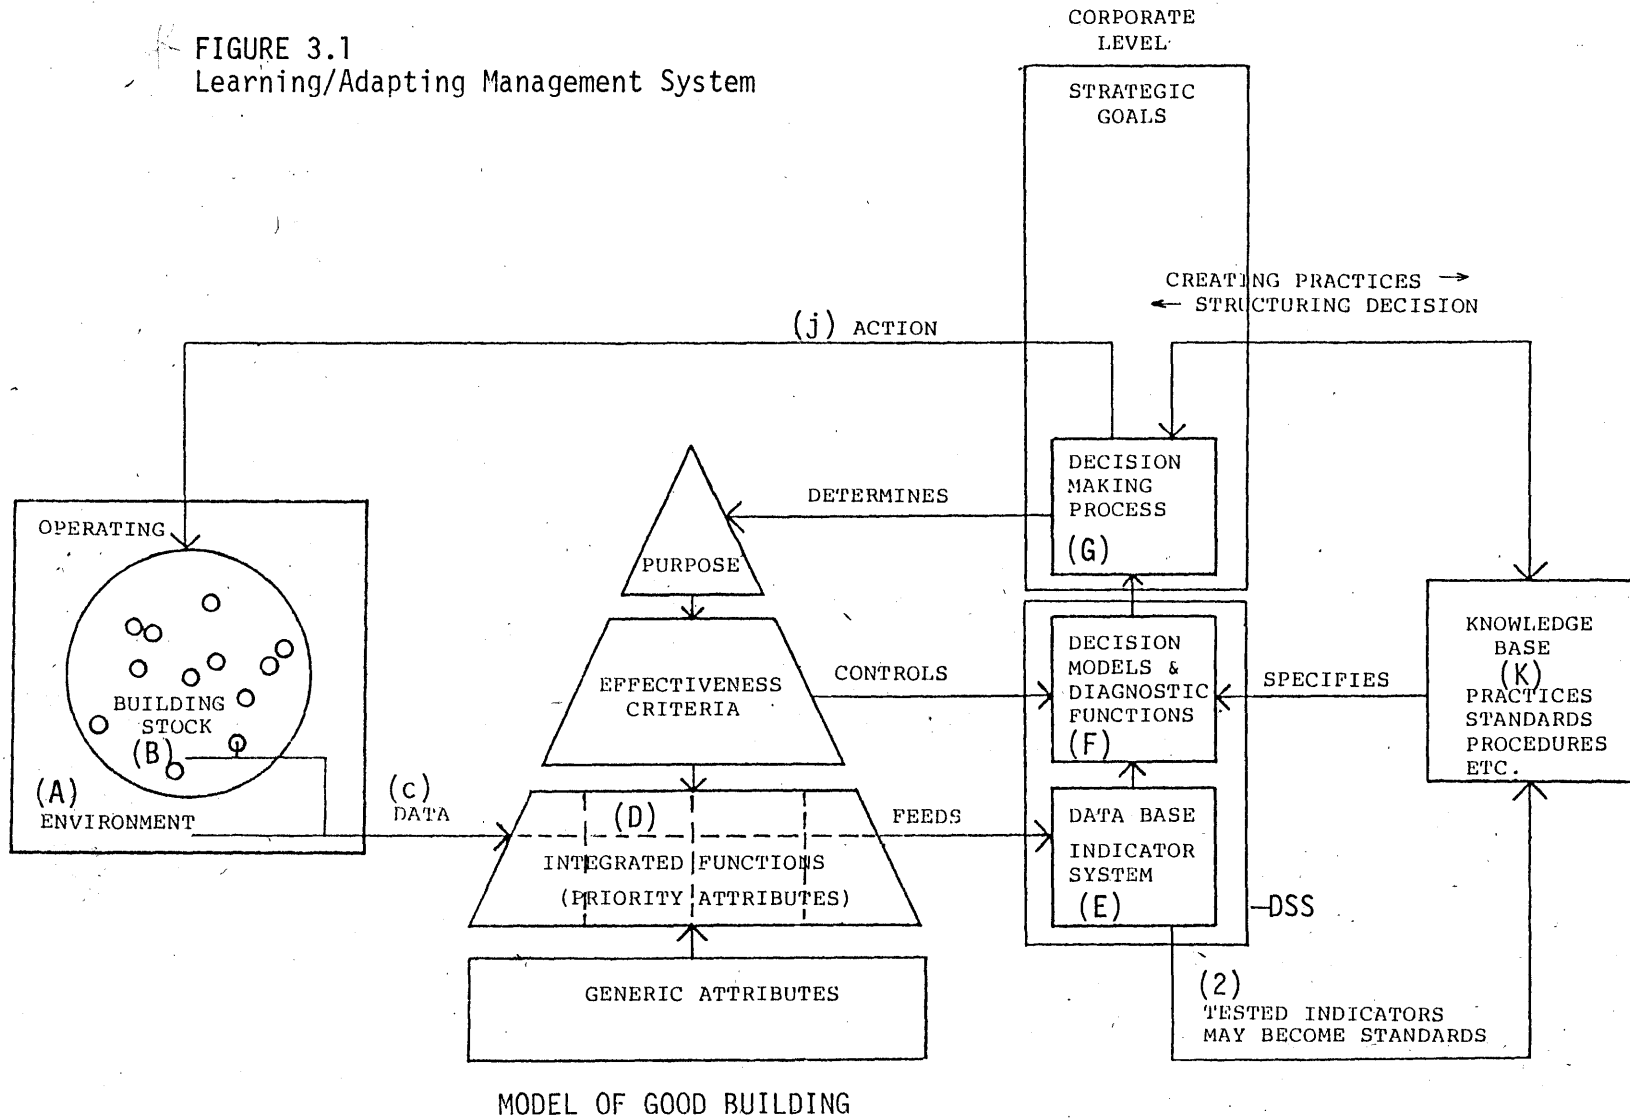 FIGURE 3.1
Learning/Adapting Management System
CORPORATE
LEVEL
STRATEGIC
GOALS
CREATING PRACTICES →
← STRUCTURING DECISION
(j) ACTION
DECISION
MAKING
PROCESS
(G)
DETERMINES
PURPOSE
OPERATING
BUILDING
STOCK
(B)
(A)
ENVIRONMENT
(c)
DATA
EFFECTIVENESS
CRITERIA
CONTROLS
DECISION
MODELS &
DIAGNOSTIC
FUNCTIONS
(F)
SPECIFIES
KNOWLEDGE
BASE
(K)
PRACTICES
STANDARDS
PROCEDURES
ETC.
(D)
INTEGRATED FUNCTIONS
(PRIORITY ATTRIBUTES)
FEEDS
DATA BASE
INDICATOR
SYSTEM
(E)
—DSS
GENERIC ATTRIBUTES
(2)
TESTED INDICATORS
MAY BECOME STANDARDS
MODEL OF GOOD BUILDING